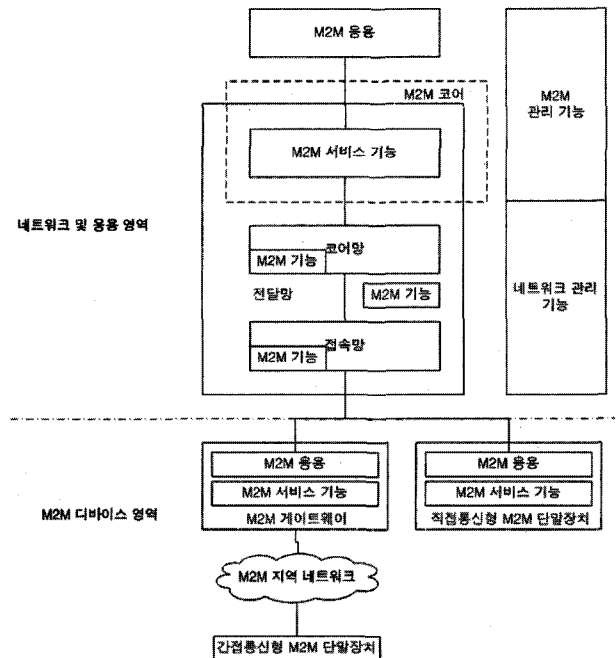 M2M 응용
M2M 코어
M2M
관리 기능
M2M 서비스 기능
네트워크 및 응용 영역
코어망
M2M 기능
전달망
M2M 기능
네트워크 관리
기능
접속망
M2M 기능
M2M 응용
M2M 서비스 기능
M2M 게이트웨이
M2M 응용
M2M 서비스 기능
직접통신형 M2M 단말장치
M2M 디바이스 영역
M2M 지역 네트워크
간접통신형 M2M 단말장치